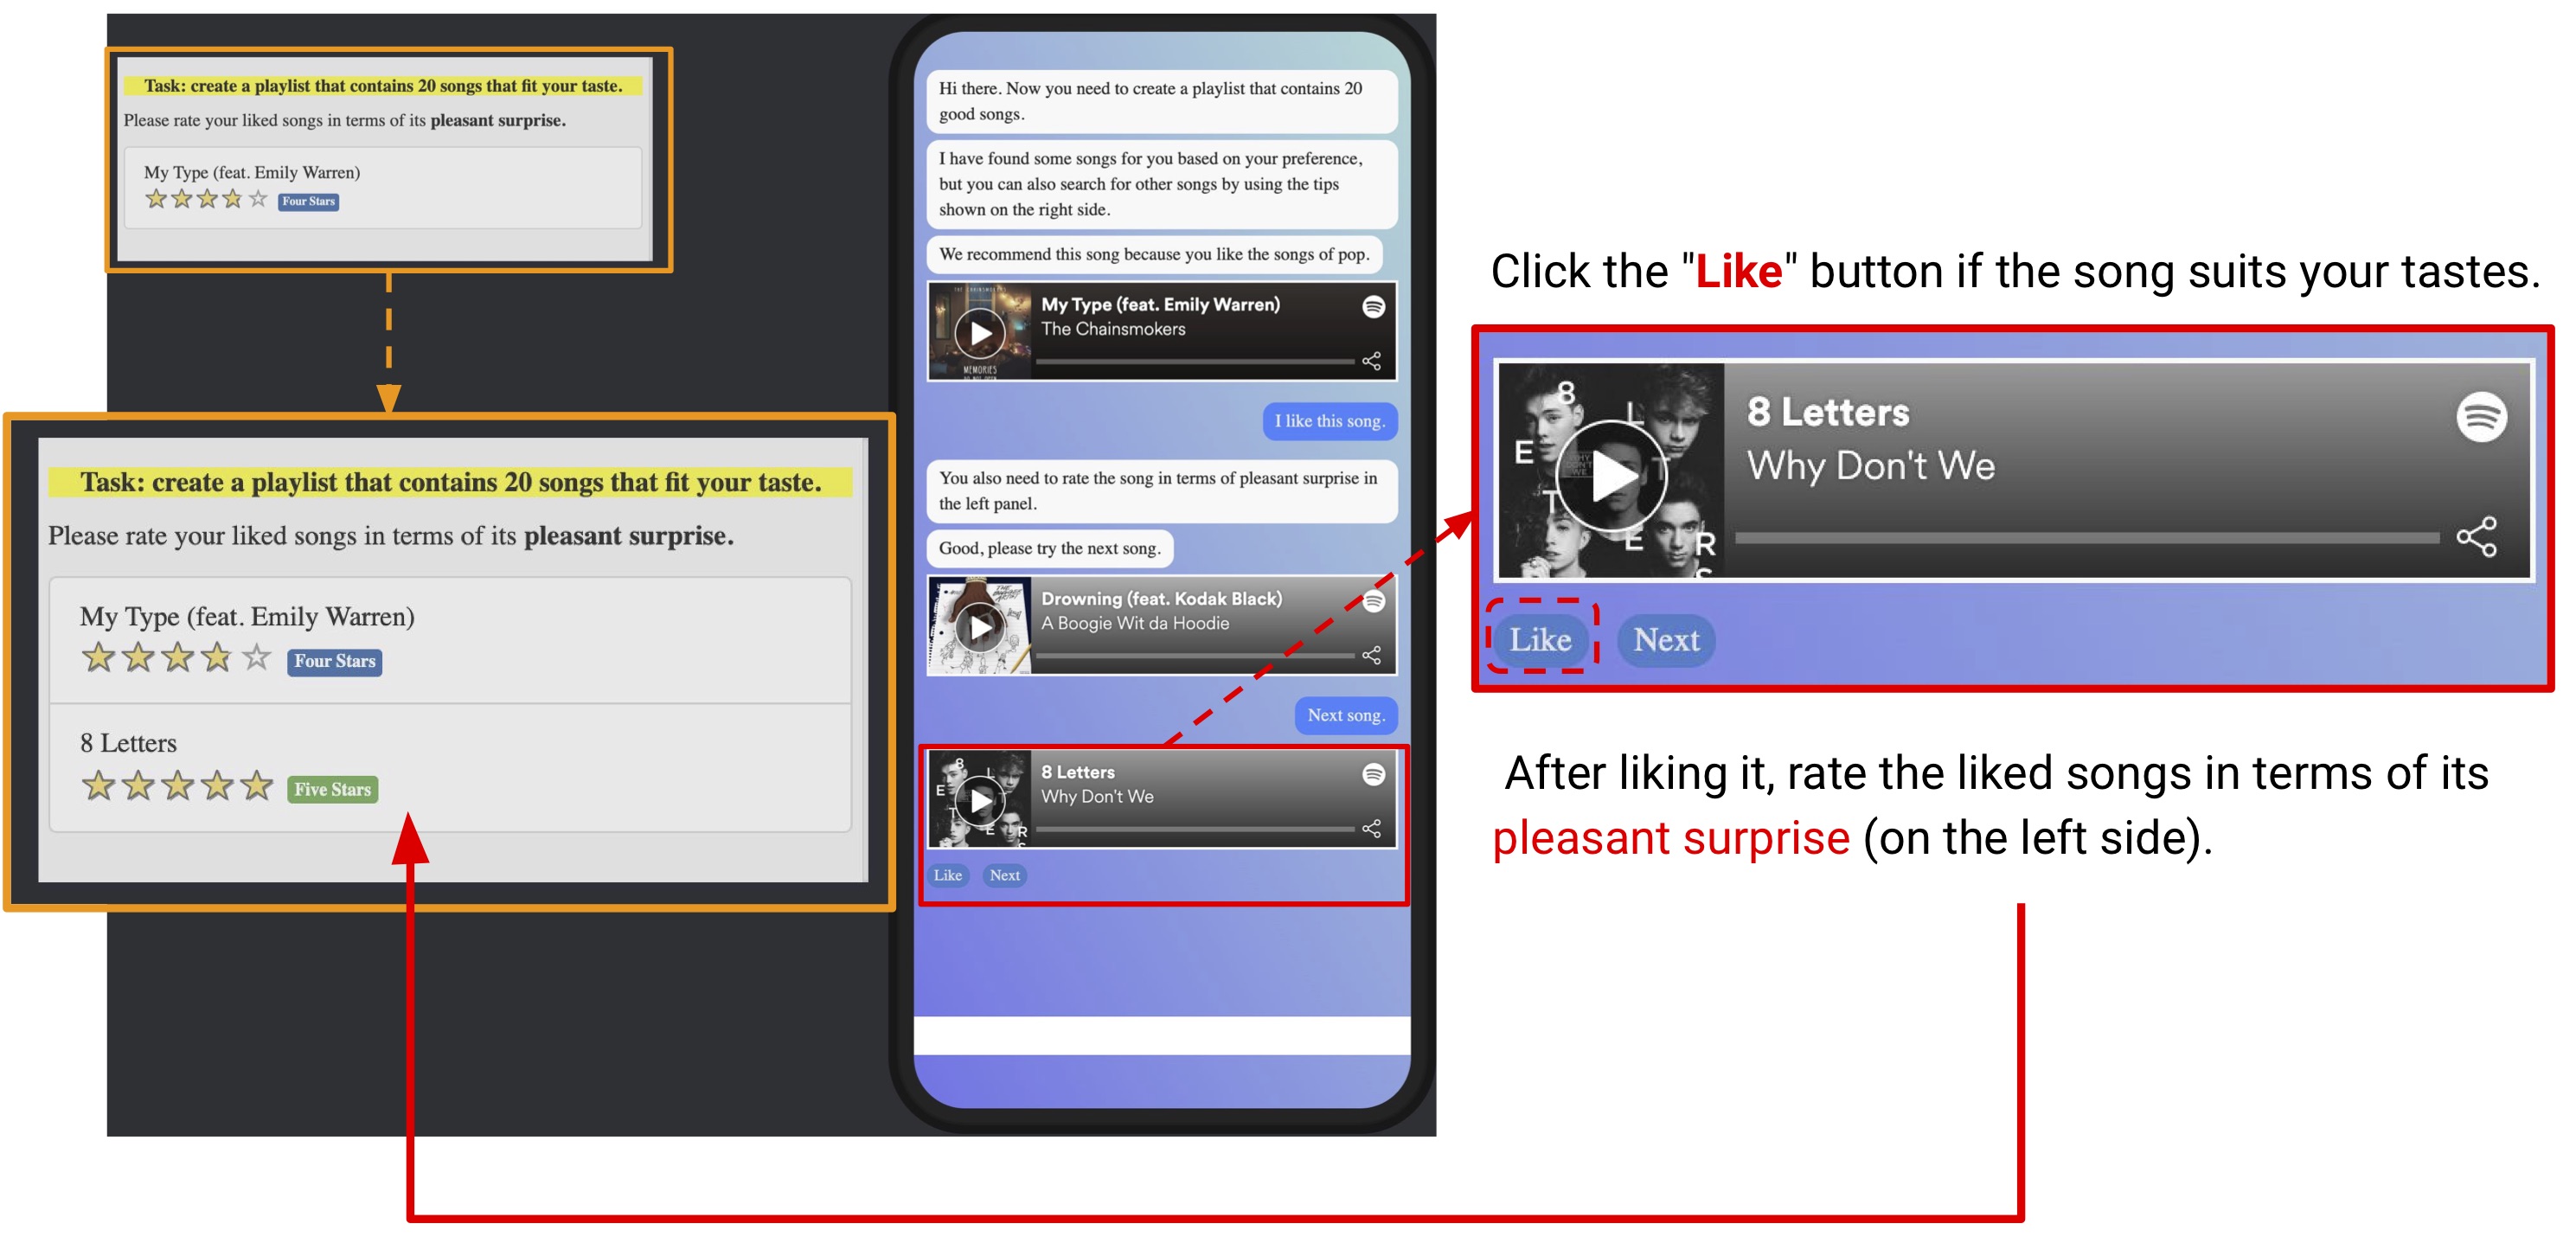 Task: create a playlist that contains 20 songs that fit your taste.
Please rate your liked songs in terms of its pleasant surprise.
My Type (feat. Emily Warren)
Four Stars
Task: create a playlist that contains 20 songs that fit your taste.
Please rate your liked songs in terms of its pleasant surprise.
My Type (feat. Emily Warren)
Four Stars
8 Letters
Five Stars
Hi there. Now you need to create a playlist that contains 20
good songs.
I have found some songs for you based on your preference,
but you can also search for other songs by using the tips
shown on the right side.
We recommend this song because you like the songs of pop.
THE CHAINSMOKERS
MEMORIES
My Type (feat. Emily Warren)
The Chainsmokers
I like this song.
You also need to rate the song in terms of pleasant surprise in
the left panel.
Good, please try the next song.
Drowning (feat. Kodak Black)
A Boogie Wit da Hoodie
Next song.
8 L
E T
T E R
S
8 Letters
Why Don't We
Like Next
Click the "Like" button if the song suits your tastes.
8 L
E T
T E R
S
8 Letters
Why Don't We
Like Next
After liking it, rate the liked songs in terms of its
pleasant surprise (on the left side).